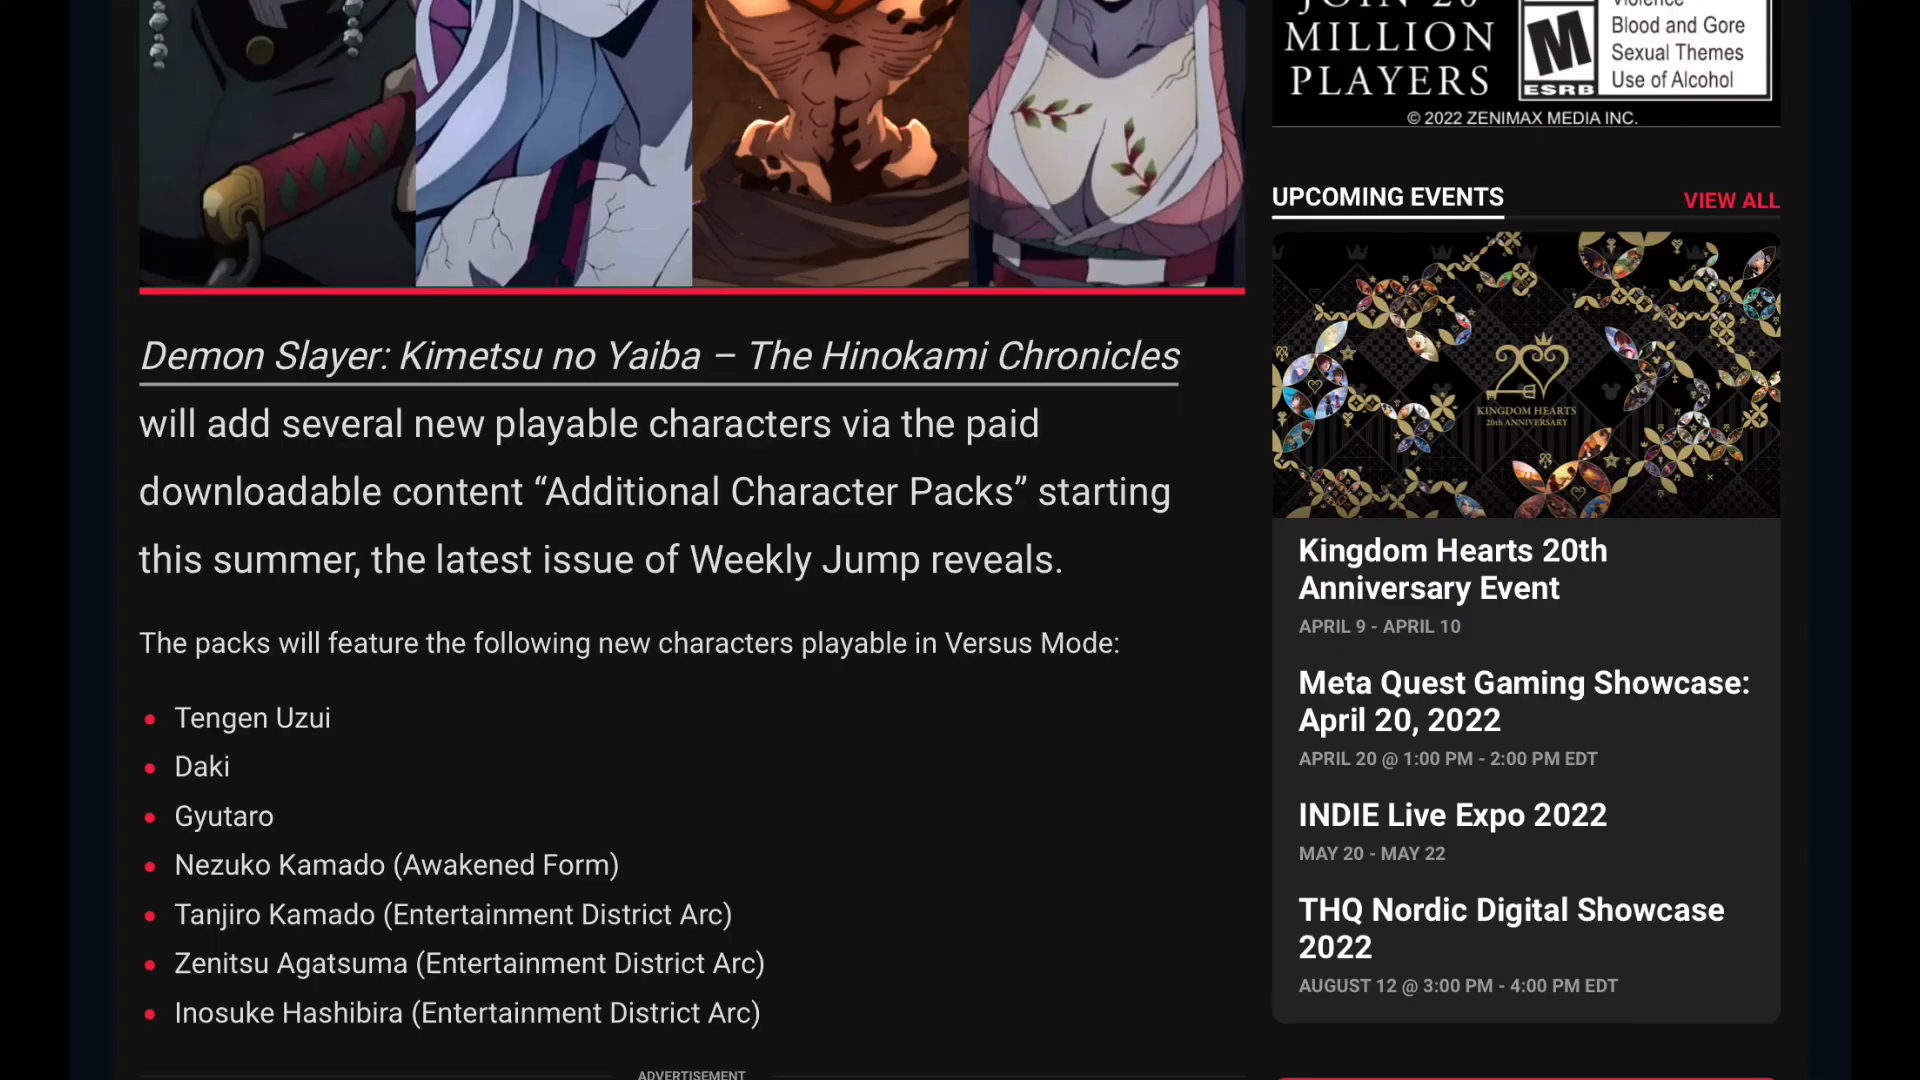 JOIN 20
MILLION
PLAYERS
Violence
Blood and Gore
Sexual Themes
Use of Alcohol
M
ESRB
© 2022 ZENIMAX MEDIA INC.
Demon Slayer: Kimetsu no Yaiba – The Hinokami Chronicles
will add several new playable characters via the paid
downloadable content “Additional Character Packs” starting
this summer, the latest issue of Weekly Jump reveals.
The packs will feature the following new characters playable in Versus Mode:
• Tengen Uzui
• Daki
• Gyutaro
• Nezuko Kamado (Awakened Form)
• Tanjiro Kamado (Entertainment District Arc)
• Zenitsu Agatsuma (Entertainment District Arc)
• Inosuke Hashibira (Entertainment District Arc)
ADVERTISEMENT
UPCOMING EVENTS
VIEW ALL
20
KINGDOM HEARTS
20th ANNIVERSARY
Kingdom Hearts 20th
Anniversary Event
APRIL 9 - APRIL 10
Meta Quest Gaming Showcase:
April 20, 2022
APRIL 20 @ 1:00 PM - 2:00 PM EDT
INDIE Live Expo 2022
MAY 20 - MAY 22
THQ Nordic Digital Showcase
2022
AUGUST 12 @ 3:00 PM - 4:00 PM EDT